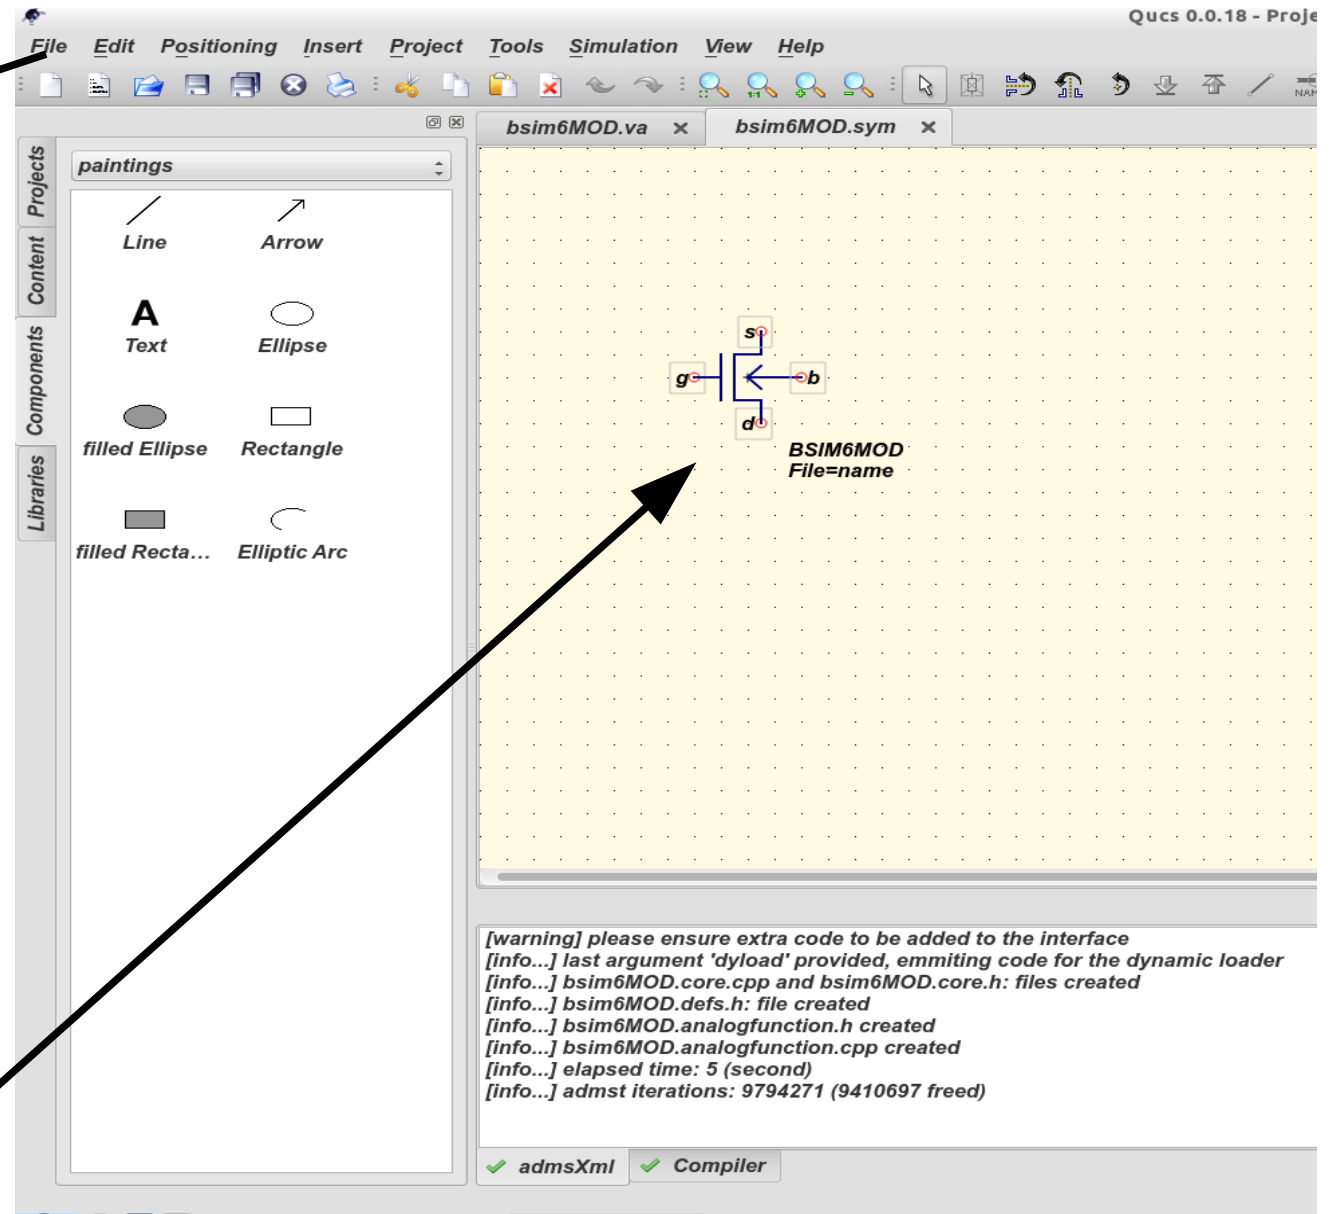 Qucs 0.0.18 - Proje
File Edit Positioning Insert Project Tools Simulation View Help
1:1
NAM
bsim6MOD.va
bsim6MOD.sym
Projects
Content
Components
Libraries
paintings
Line
Arrow
A
Text
Ellipse
filled Ellipse
Rectangle
filled Recta...
Elliptic Arc
s
g
b
d
BSIM6MOD
File=name
[warning] please ensure extra code to be added to the interface
[info...] last argument 'dyload' provided, emmiting code for the dynamic loader
[info...] bsim6MOD.core.cpp and bsim6MOD.core.h: files created
[info...] bsim6MOD.defs.h: file created
[info...] bsim6MOD.analogfunction.h created
[info...] bsim6MOD.analogfunction.cpp created
[info...] elapsed time: 5 (second)
[info...] admst iterations: 9794271 (9410697 freed)
admsXml
Compiler